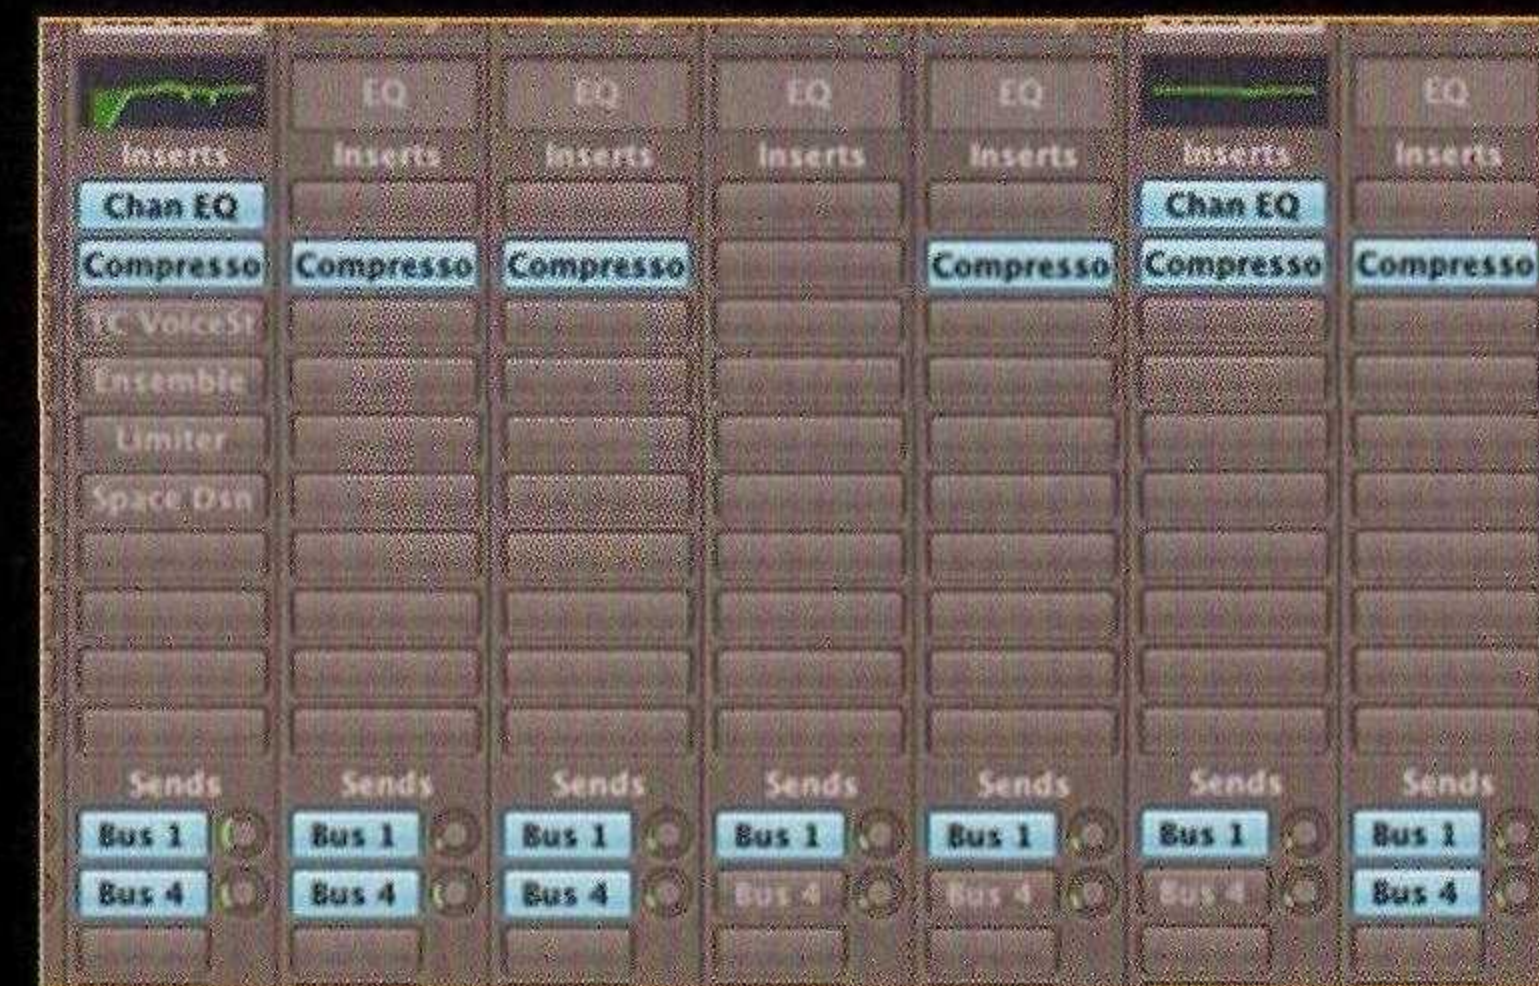 EQ EQ EQ EQ EQ
Inserts Inserts Inserts Inserts Inserts Inserts Inserts
Chan EQ Chan EQ
Compresso Compresso Compresso Compresso Compresso Compresso
TC VoiceSt
Ensemble
Limiter
Space Dsn
Sends Sends Sends Sends Sends Sends Sends
Bus 1 Bus 1 Bus 1 Bus 1 Bus 1 Bus 1 Bus 1
Bus 4 Bus 4 Bus 4 Bus 4 Bus 4 Bus 4 Bus 4